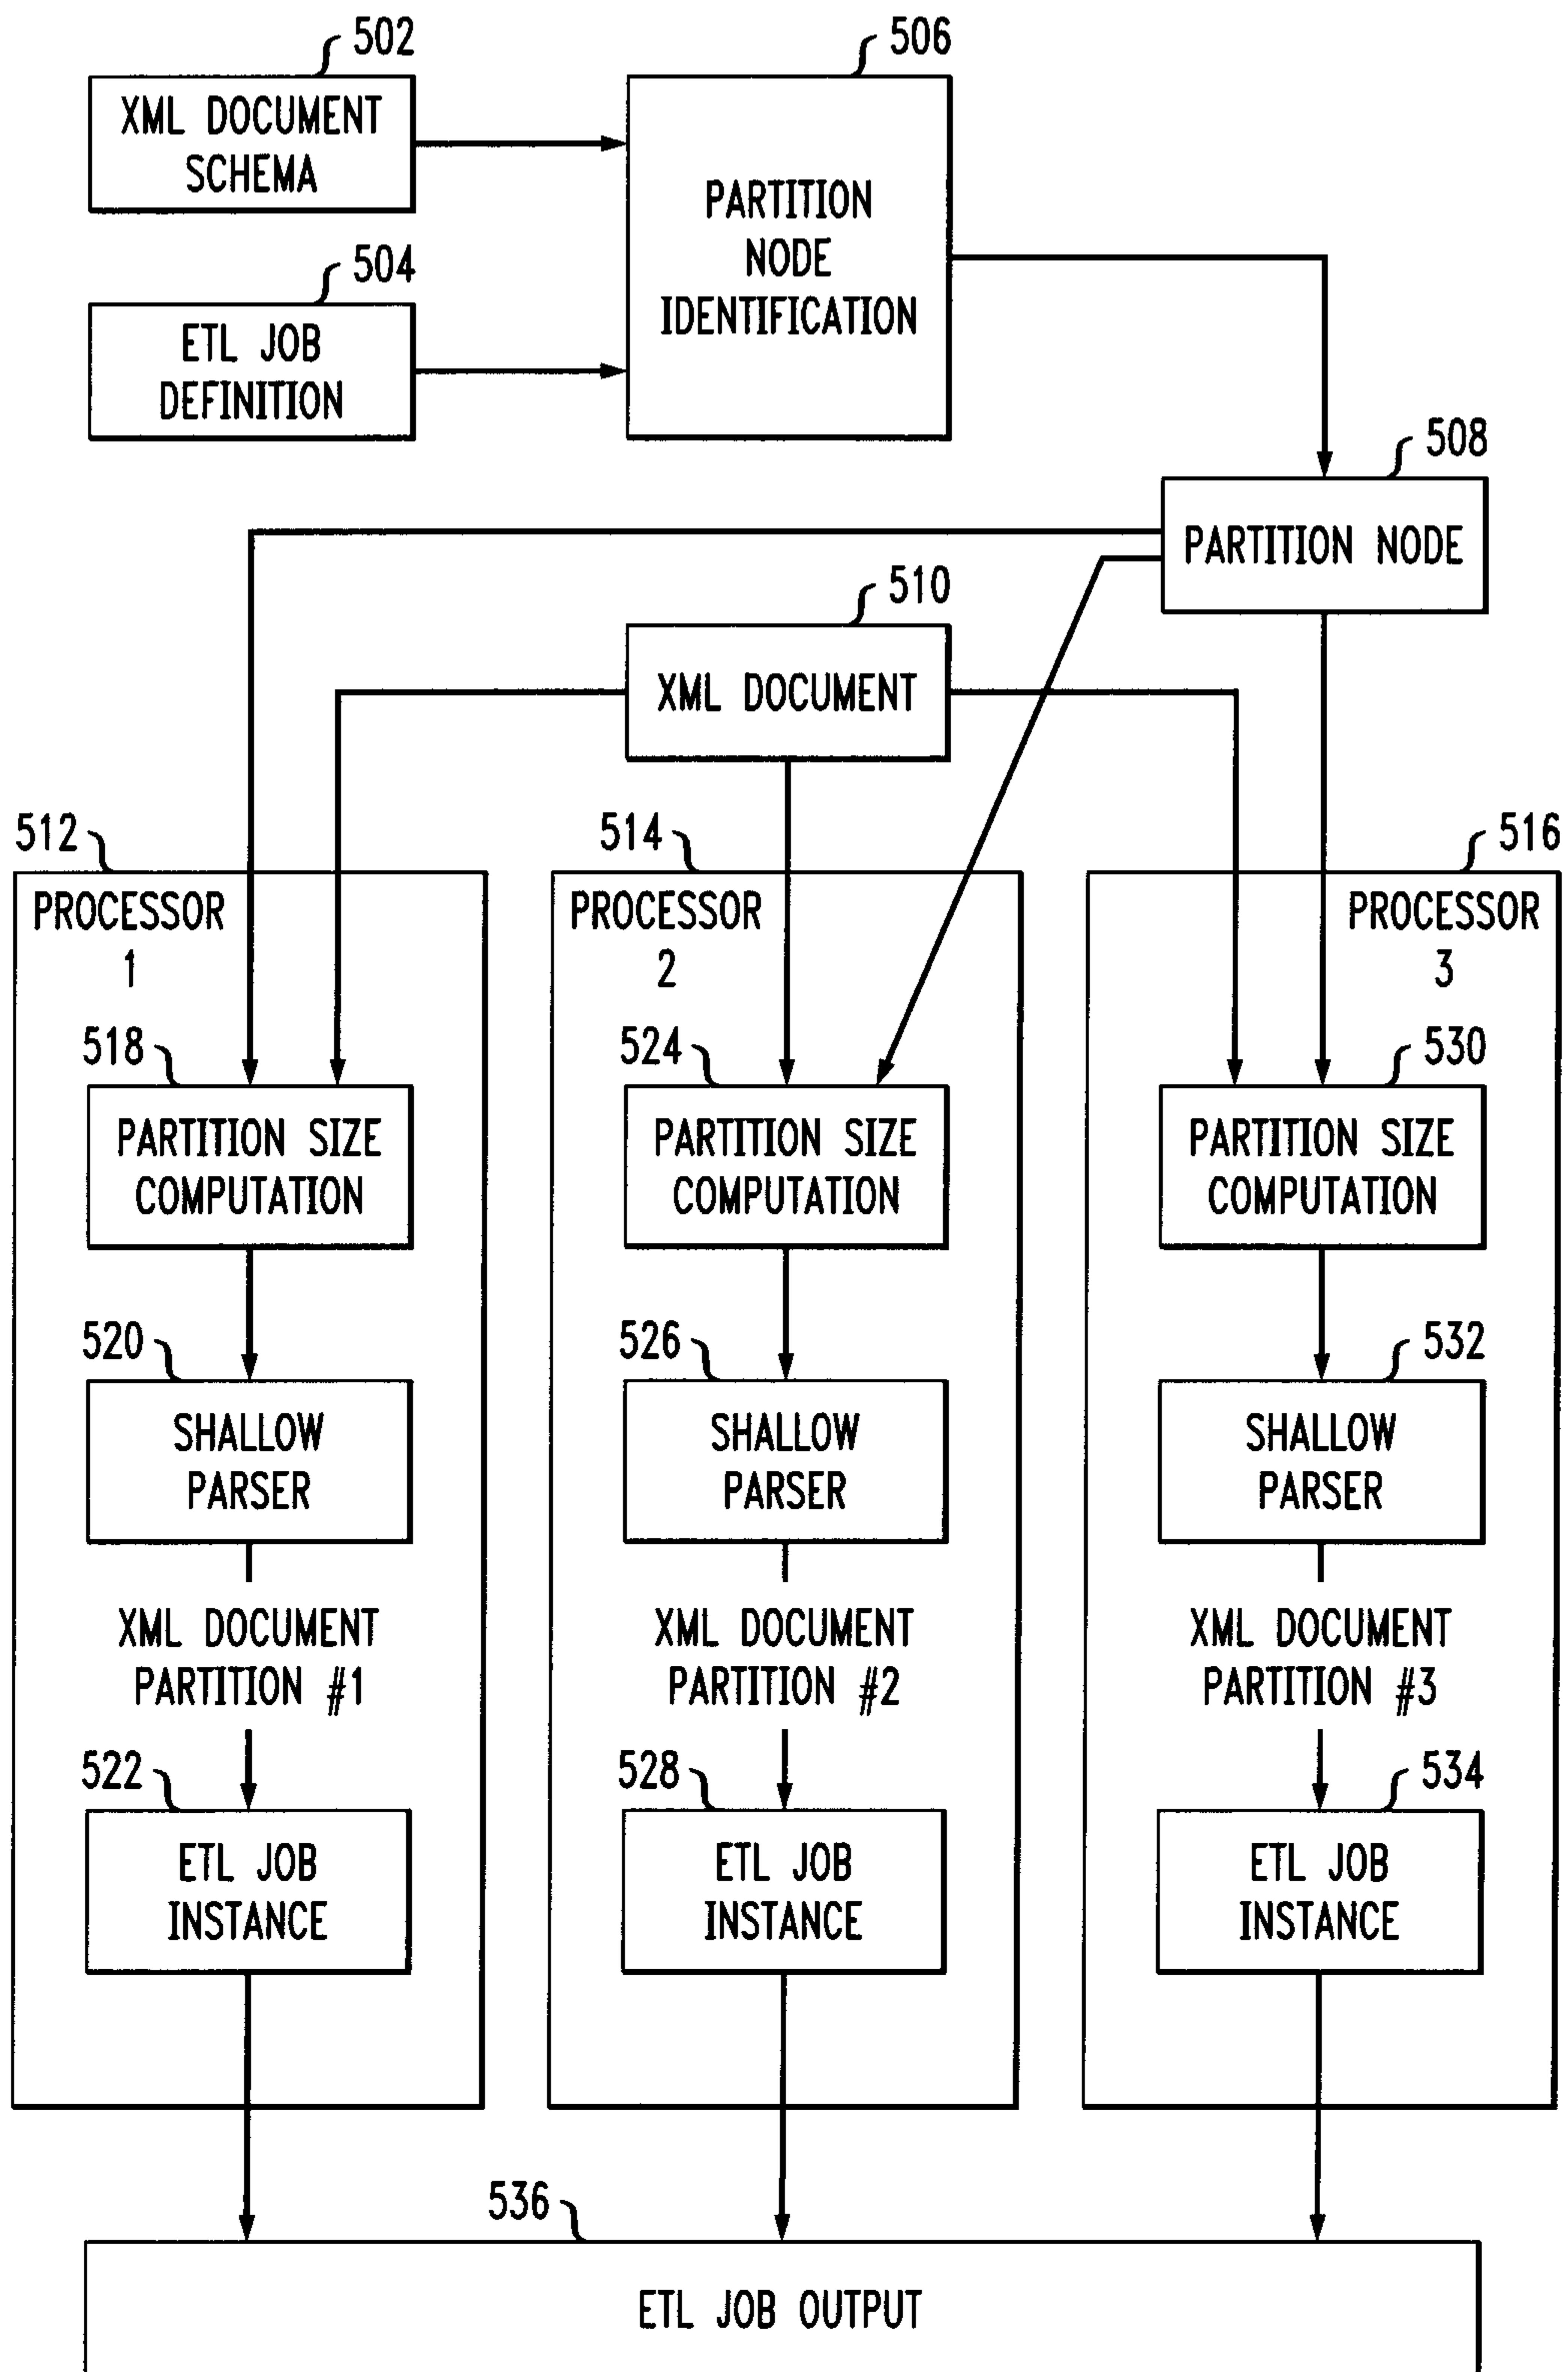 502
506
XML DOCUMENT
SCHEMA
504
ETL JOB
DEFINITION
PARTITION
NODE
IDENTIFICATION
508
PARTITION NODE
510
XML DOCUMENT
512
PROCESSOR
1
514
PROCESSOR
2
516
PROCESSOR
3
518
PARTITION SIZE
COMPUTATION
524
PARTITION SIZE
COMPUTATION
530
PARTITION SIZE
COMPUTATION
520
SHALLOW
PARSER
526
SHALLOW
PARSER
532
SHALLOW
PARSER
XML DOCUMENT
PARTITION #1
XML DOCUMENT
PARTITION #2
XML DOCUMENT
PARTITION #3
522
ETL JOB
INSTANCE
528
ETL JOB
INSTANCE
534
ETL JOB
INSTANCE
536
ETL JOB OUTPUT